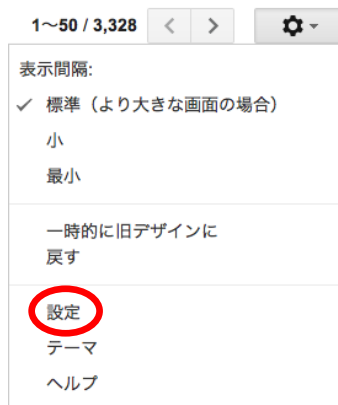 1〜50 / 3,328
表示間隔:
標準（より大きな画面の場合）
小
最小
一時的に旧デザインに
戻す
設定
テーマ
ヘルプ